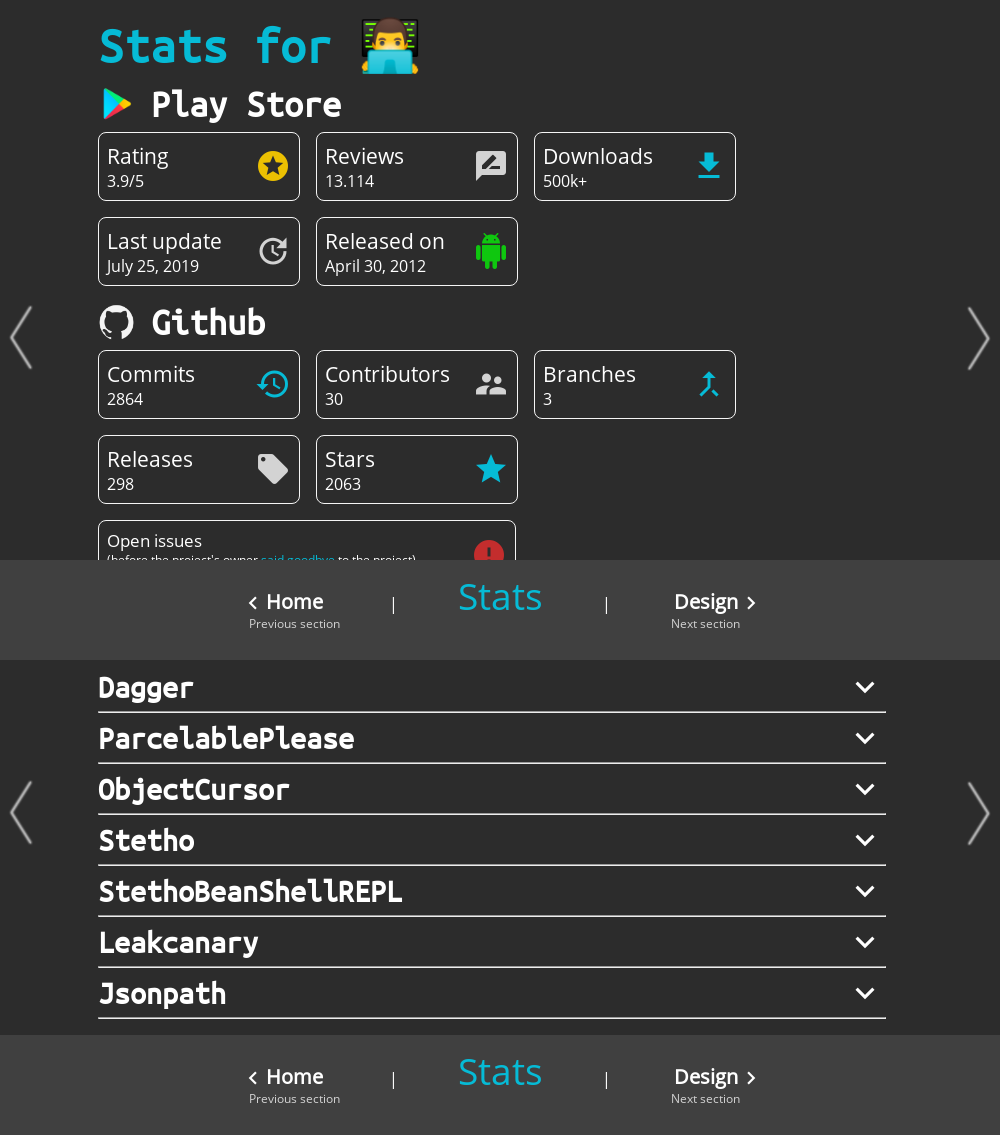 Stats for
Play Store
Rating
3.9/5
Reviews
13.114
Downloads
500k+
Last update
July 25, 2019
Released on
April 30, 2012
Github
Commits
2864
Contributors
30
Branches
3
Releases
298
Stars
2063
Open issues
(before the project's owner said goodbye to the project)
Home
Previous section
|
Stats
|
Design
Next section
Dagger
ParcelablePlease
ObjectCursor
Stetho
StethoBeanShellREPL
Leakcanary
Jsonpath
Home
Previous section
|
Stats
|
Design
Next section